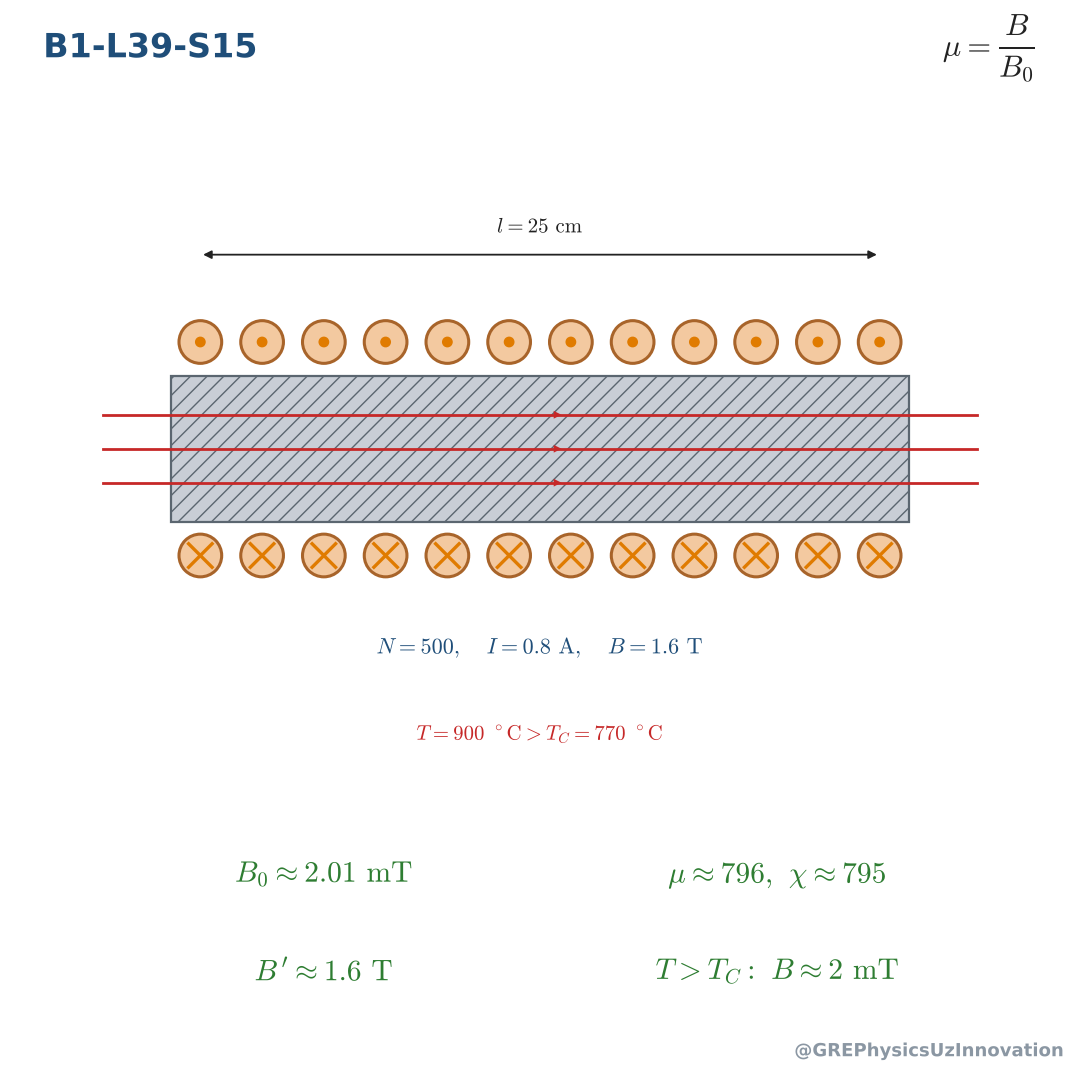 B1-L39-S15
μ = B/B₀
l = 25 cm
N = 500, I = 0.8 A, B = 1.6 T
T = 900 °C > T_C = 770 °C
B₀ ≈ 2.01 mT
μ ≈ 796, χ ≈ 795
B′ ≈ 1.6 T
T > T_C : B ≈ 2 mT
@GREPhysicsUzInnovation